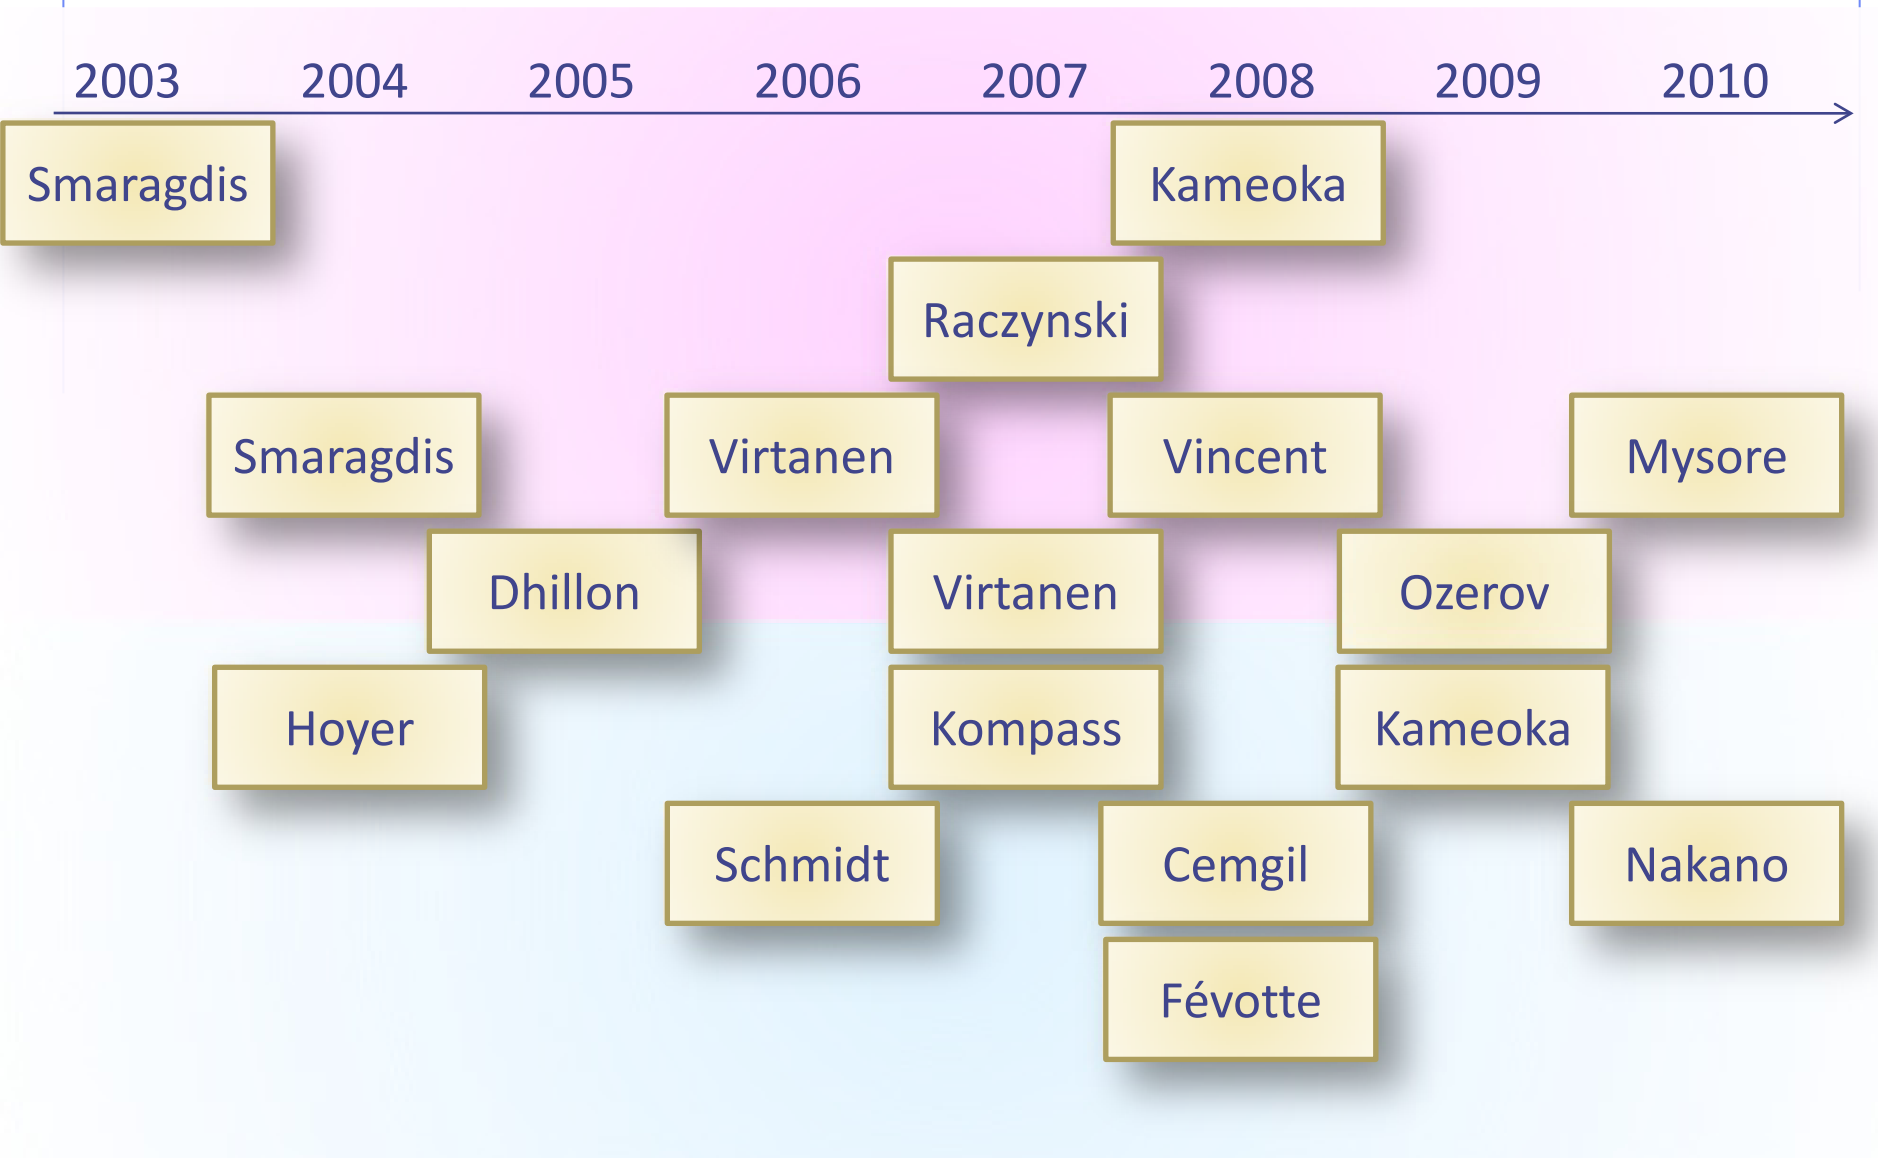 2003 2004 2005 2006 2007 2008 2009 2010
Smaragdis Kameoka
Raczynski
Smaragdis Virtanen Vincent Mysore
Dhillon Virtanen Ozerov
Hoyer Kompass Kameoka
Schmidt Cemgil Nakano
Févotte